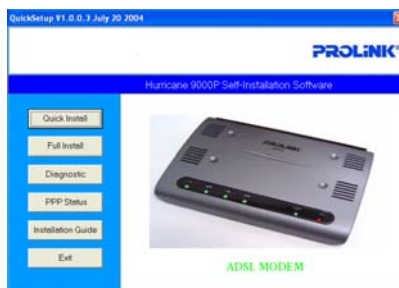 QuickSetup V1.0.0.3 July 20 2004
PROLiNK®
Hurricane 9000P Self-Installation Software
Quick Install
Full Install
Diagnostic
PPP Status
Installation Guide
Exit
PROLiNK
ADSL MODEM